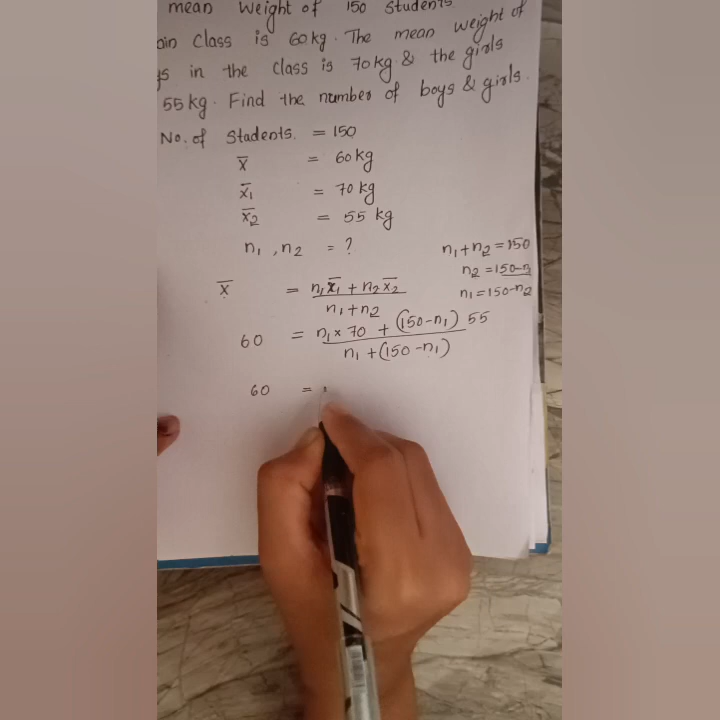 mean weight of 150 students
in class is 60kg. The mean weight of
in the class is 70kg & the girls
55kg. Find the number of boys & girls.
No. of Students = 150
x̅ = 60kg
x̅₁ = 70 kg
x̅₂ = 55 kg
n₁, n₂ = ?
n₁ + n₂ = 150
n₂ = 150-n
n₁ = 150-n₂
x̅ = n₁x̅₁ + n₂x̅₂
n₁+n₂
60 = n₁ × 70 + (150-n₁) 55
n₁ + (150-n₁)
60 =